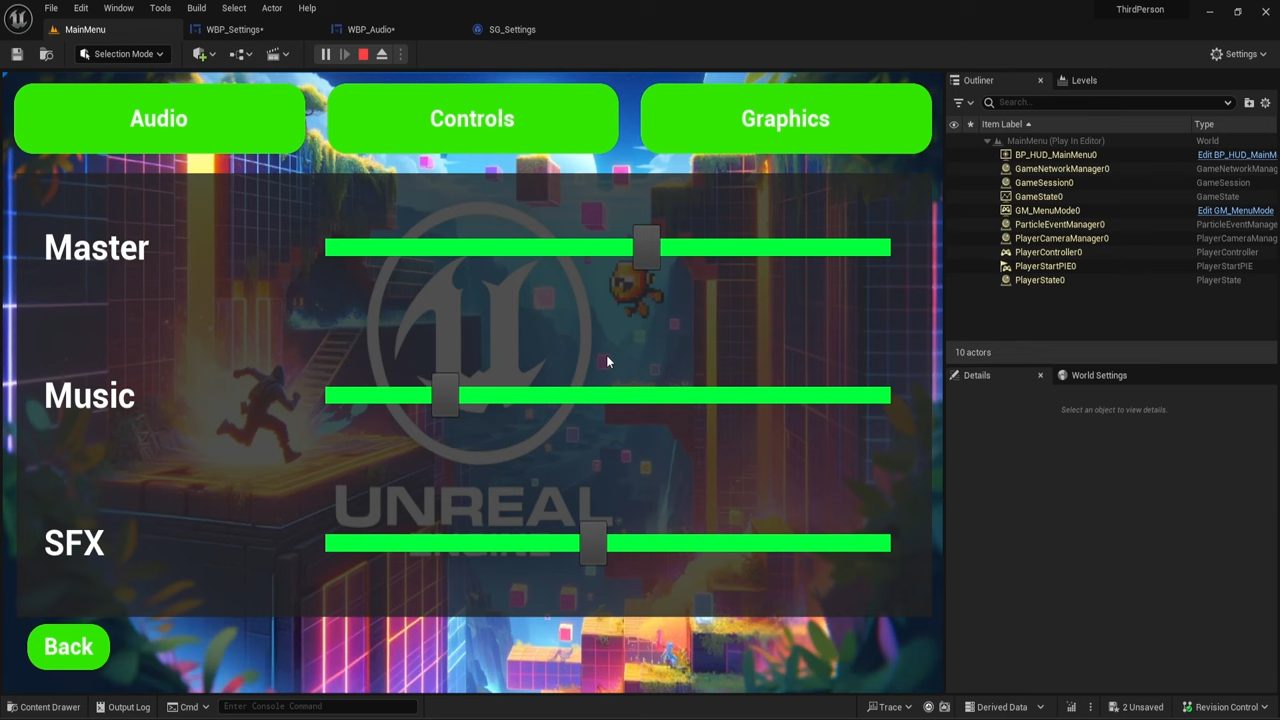 File Edit Window Tools Build Select Actor Help
ThirdPerson
MainMenu
WBP_Settings*
WBP_Audio*
SG_Settings
Selection Mode
Settings
Audio
Controls
Graphics
Master
Music
SFX
UNREAL
ENGINE
Back
Outliner
Levels
Search...
Item Label Type
MainMenu (Play In Editor) World
BP_HUD_MainMenu0 Edit BP_HUD_MainM
GameNetworkManager0 GameNetworkManag
GameSession0 GameSession
GameState0 GameState
GM_MenuMode0 Edit GM_MenuMode
ParticleEventManager0 ParticleEventManage
PlayerCameraManager0 PlayerCameraManag
PlayerController0 PlayerController
PlayerStartPIE0 PlayerStartPIE
PlayerState0 PlayerState
10 actors
Details
World Settings
Select an object to view details.
Content Drawer
Output Log
Cmd
Enter Console Command
Trace
Derived Data
2 Unsaved
Revision Control